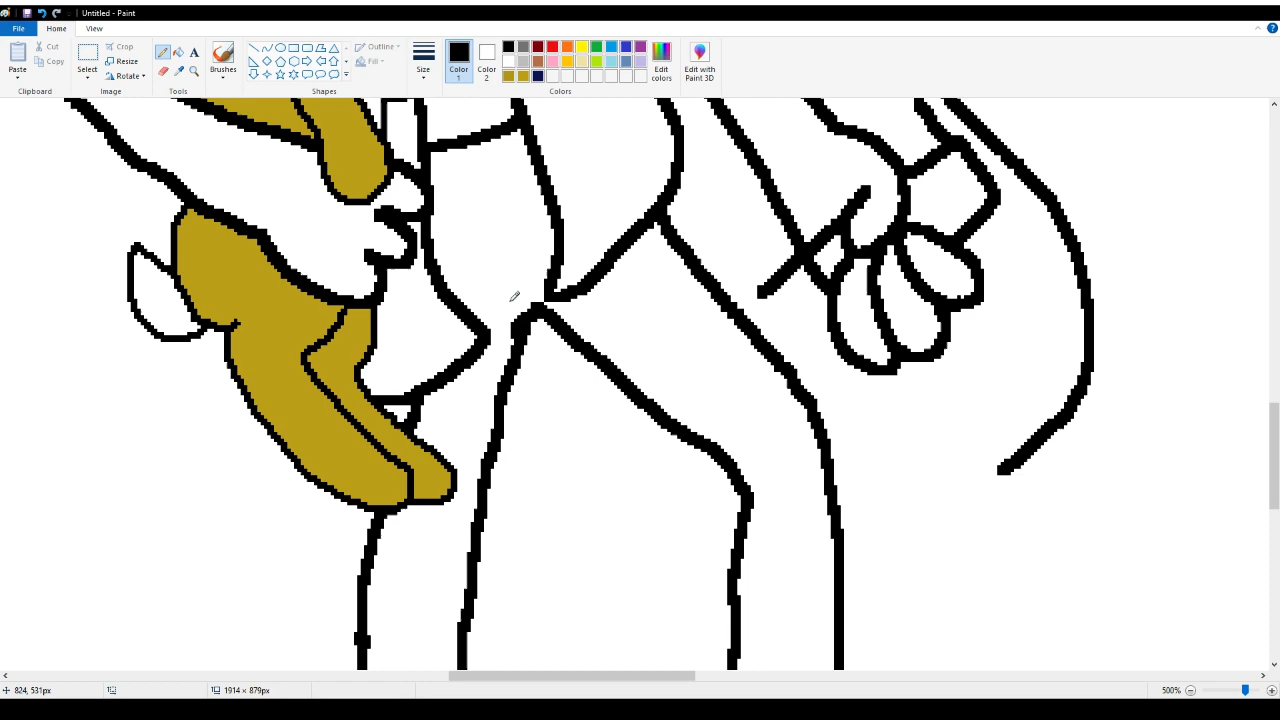 Untitled - Paint
File Home View
Paste
Cut
Copy
Clipboard
Select
Crop
Resize
Rotate
Image
A
Tools
Brushes
Outline
Fill
Shapes
Size
Color 1
Color 2
Edit colors
Colors
Edit with Paint 3D
824, 531px
1914 × 879px
500%